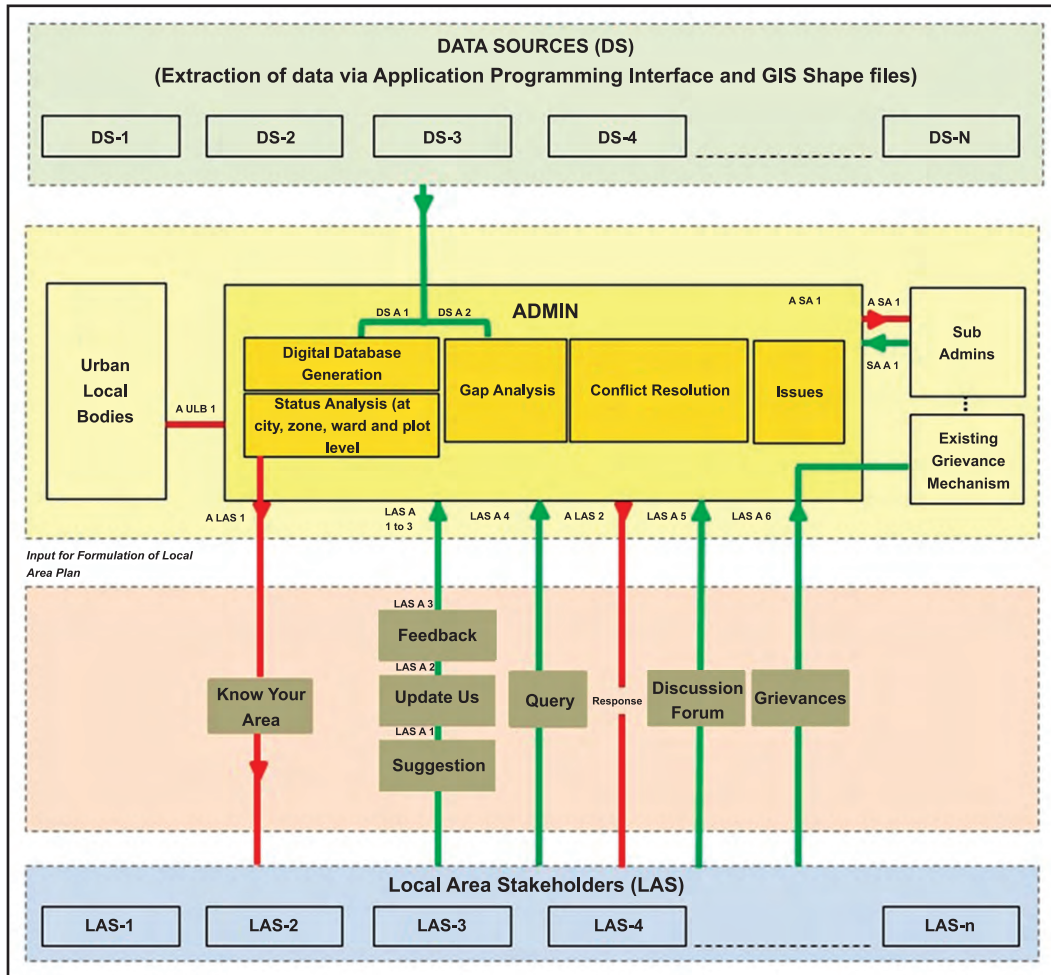 DATA SOURCES (DS)
(Extraction of data via Application Programming Interface and GIS Shape files)
DS-1
DS-2
DS-3
DS-4
DS-N
ADMIN
A SA 1
A SA 1
DS A 1
DS A 2
Sub
Admins
SA A 1
Urban
Local
Bodies
A ULB 1
Digital Database
Generation
Status Analysis (at
city, zone, ward and plot
level
Gap Analysis
Conflict Resolution
Issues
Existing
Grievance
Mechanism
A LAS 1
LAS A
1 to 3
LAS A 4
A LAS 2
LAS A 5
LAS A 6
Input for Formulation of Local
Area Plan
LAS A 3
Feedback
LAS A 2
Know Your
Area
Update Us
Query
Response
Discussion
Forum
Grievances
LAS A 1
Suggestion
Local Area Stakeholders (LAS)
LAS-1
LAS-2
LAS-3
LAS-4
LAS-n